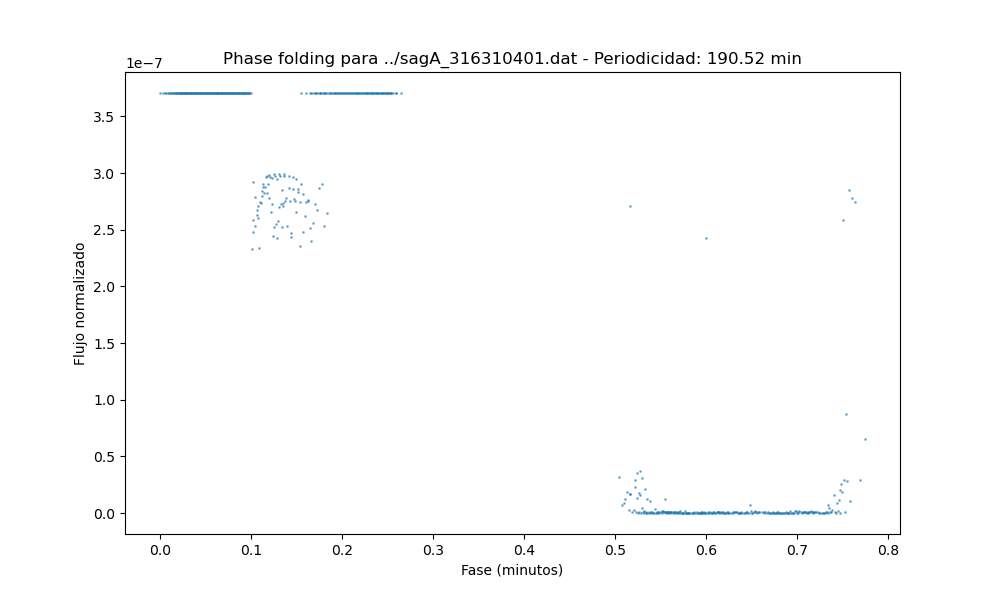 Phase folding para ../sagA_316310401.dat - Periodicidad: 190.52 min
1e−7
3.5
3.0
2.5
2.0
1.5
1.0
0.5
0.0
Flujo normalizado
0.0 0.1 0.2 0.3 0.4 0.5 0.6 0.7 0.8
Fase (minutos)